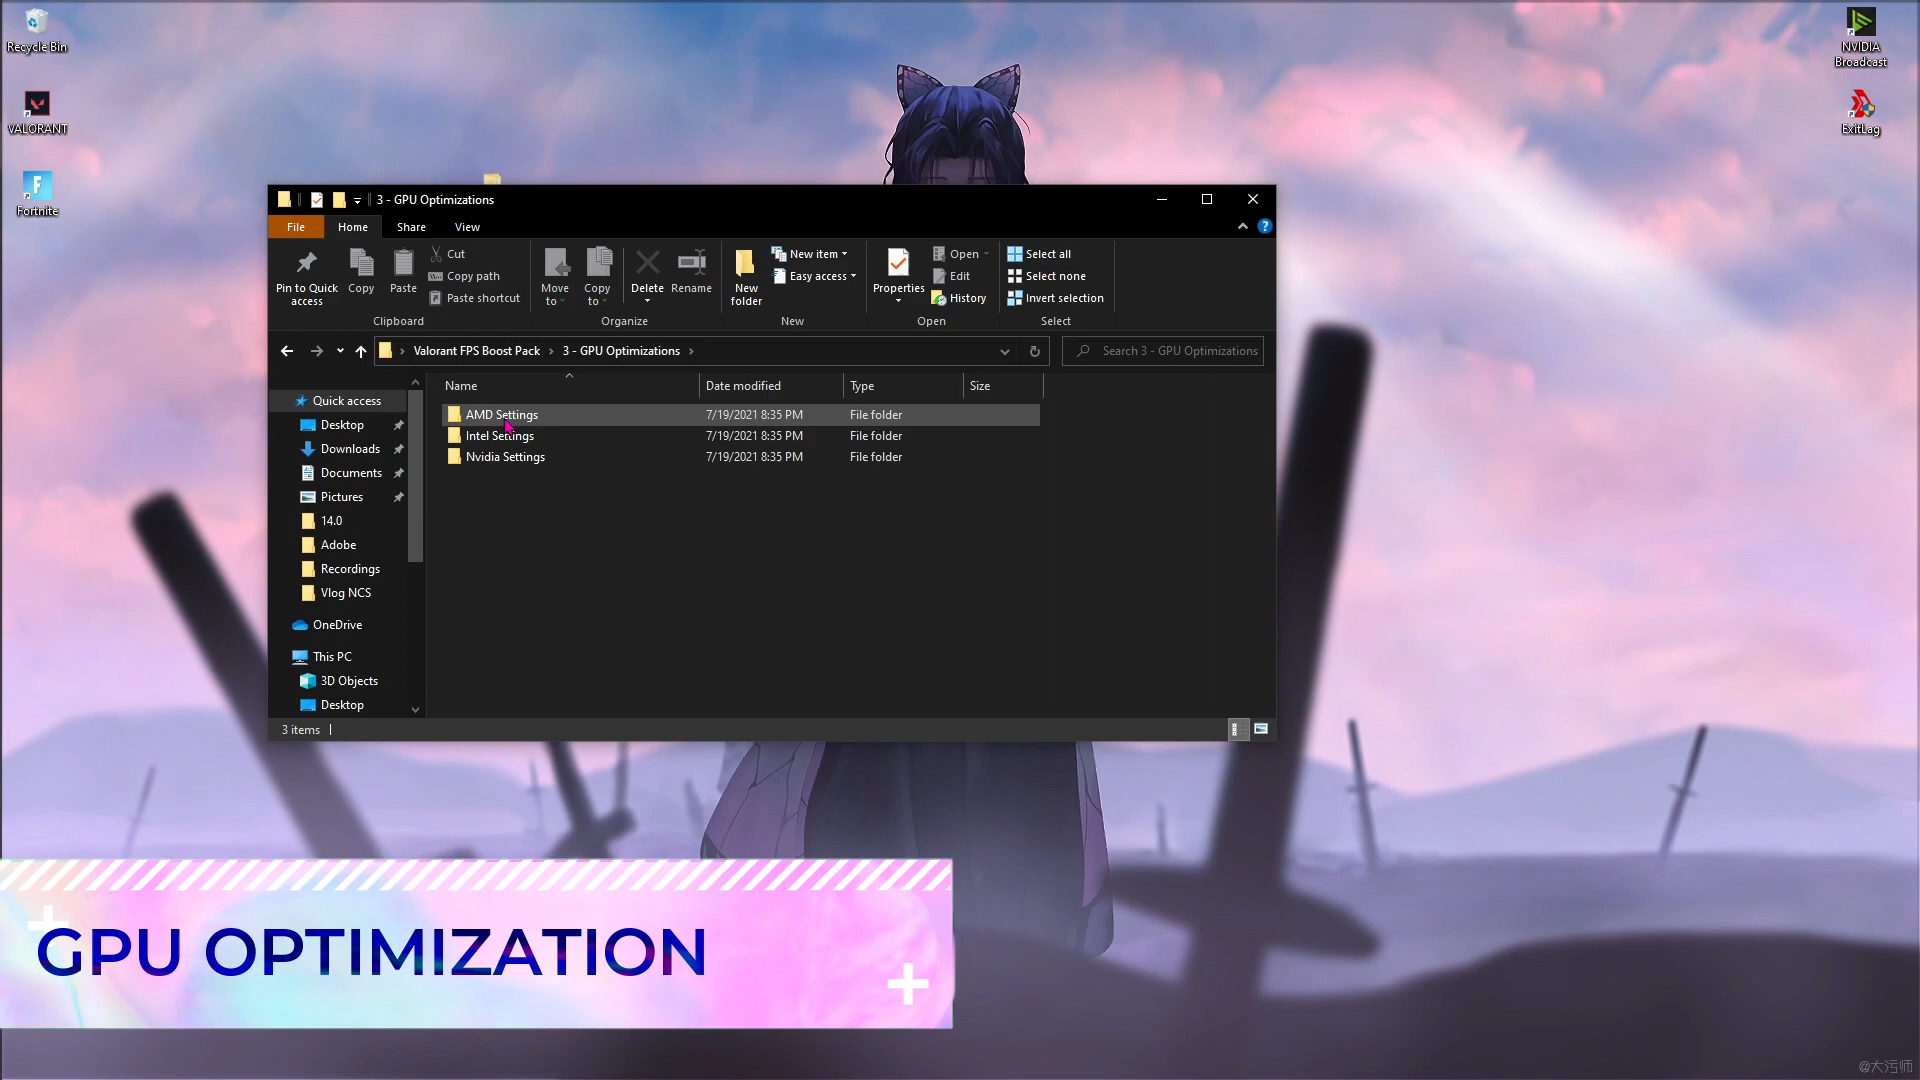 Recycle Bin
VALORANT
Fortnite
NVIDIA
Broadcast
ExitLag
3 - GPU Optimizations
File
Home
Share
View
Pin to Quick
access
Copy
Paste
Cut
Copy path
Paste shortcut
Clipboard
Move
to
Copy
to
Delete
Rename
Organize
New
folder
New item
Easy access
New
Properties
Open
Edit
History
Open
Select all
Select none
Invert selection
Select
Valorant FPS Boost Pack > 3 - GPU Optimizations >
Search 3 - GPU Optimizations
Name Date modified Type Size
AMD Settings 7/19/2021 8:35 PM File folder
Intel Settings 7/19/2021 8:35 PM File folder
Nvidia Settings 7/19/2021 8:35 PM File folder
Quick access
Desktop
Downloads
Documents
Pictures
14.0
Adobe
Recordings
Vlog NCS
OneDrive
This PC
3D Objects
Desktop
3 items
GPU OPTIMIZATION
@大污师